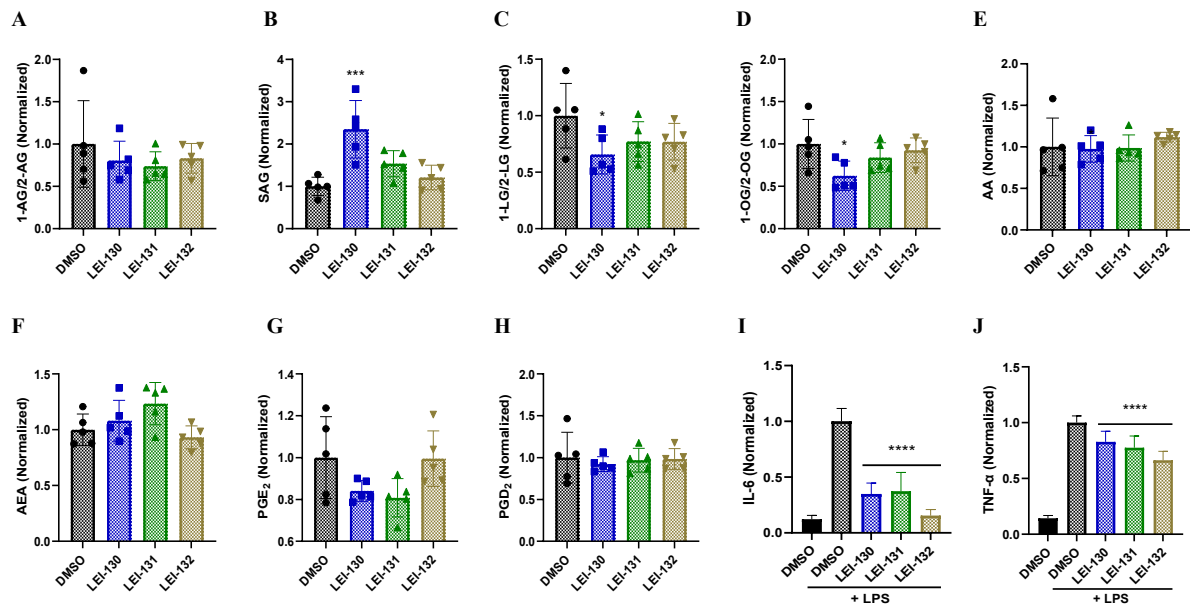 A
1-AG/2-AG (Normalized)
2.0
1.5
1.0
0.5
0.0
DMSO
LEI-130
LEI-131
LEI-132
B
SAG (Normalized)
4
3
2
1
0
***
DMSO
LEI-130
LEI-131
LEI-132
C
1-LG/2-LG (Normalized)
1.5
1.0
0.5
0.0
*
DMSO
LEI-130
LEI-131
LEI-132
D
1-OG/2-OG (Normalized)
2.0
1.5
1.0
0.5
0.0
*
DMSO
LEI-130
LEI-131
LEI-132
E
AA (Normalized)
2.0
1.5
1.0
0.5
0.0
DMSO
LEI-130
LEI-131
LEI-132
F
AEA (Normalized)
1.5
1.0
0.5
0.0
DMSO
LEI-130
LEI-131
LEI-132
G
PGE₂ (Normalized)
1.4
1.2
1.0
0.8
0.6
DMSO
LEI-130
LEI-131
LEI-132
H
PGD₂ (Normalized)
2.0
1.5
1.0
0.5
0.0
DMSO
LEI-130
LEI-131
LEI-132
I
IL-6 (Normalized)
1.5
1.0
0.5
0.0
****
DMSO
DMSO
LEI-130
LEI-131
LEI-132
+ LPS
J
TNF-α (Normalized)
1.5
1.0
0.5
0.0
****
DMSO
DMSO
LEI-130
LEI-131
LEI-132
+ LPS